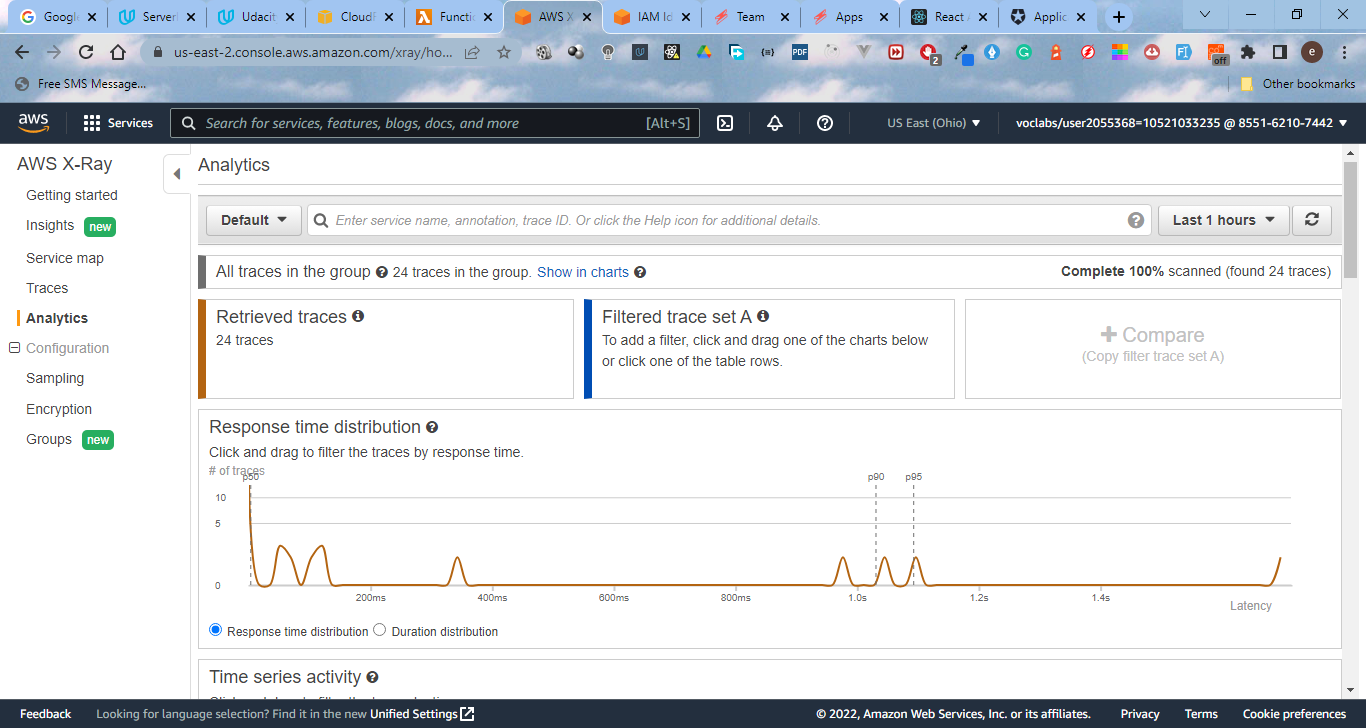 Google
Serverl
Udacit
CloudF
Functio
AWS X-
IAM Id
Team
Apps
React A
Applic
us-east-2.console.aws.amazon.com/xray/ho...
PDF
2
off
e
Free SMS Message...
Other bookmarks
aws
Services
Search for services, features, blogs, docs, and more [Alt+S]
US East (Ohio)
voclabs/user2055368=10521033235 @ 8551-6210-7442
AWS X-Ray
Getting started
Insights new
Service map
Traces
Analytics
Configuration
Sampling
Encryption
Groups new
Analytics
Default
Enter service name, annotation, trace ID. Or click the Help icon for additional details.
Last 1 hours
All traces in the group 24 traces in the group. Show in charts
Complete 100% scanned (found 24 traces)
Retrieved traces
24 traces
Filtered trace set A
To add a filter, click and drag one of the charts below
or click one of the table rows.
Compare
(Copy filter trace set A)
Response time distribution
Click and drag to filter the traces by response time.
# of traces
p50 p90 p95
10
5
0
200ms 400ms 600ms 800ms 1.0s 1.2s 1.4s
Latency
Response time distribution Duration distribution
Time series activity
Feedback
Looking for language selection? Find it in the new Unified Settings
© 2022, Amazon Web Services, Inc. or its affiliates.
Privacy Terms Cookie preferences